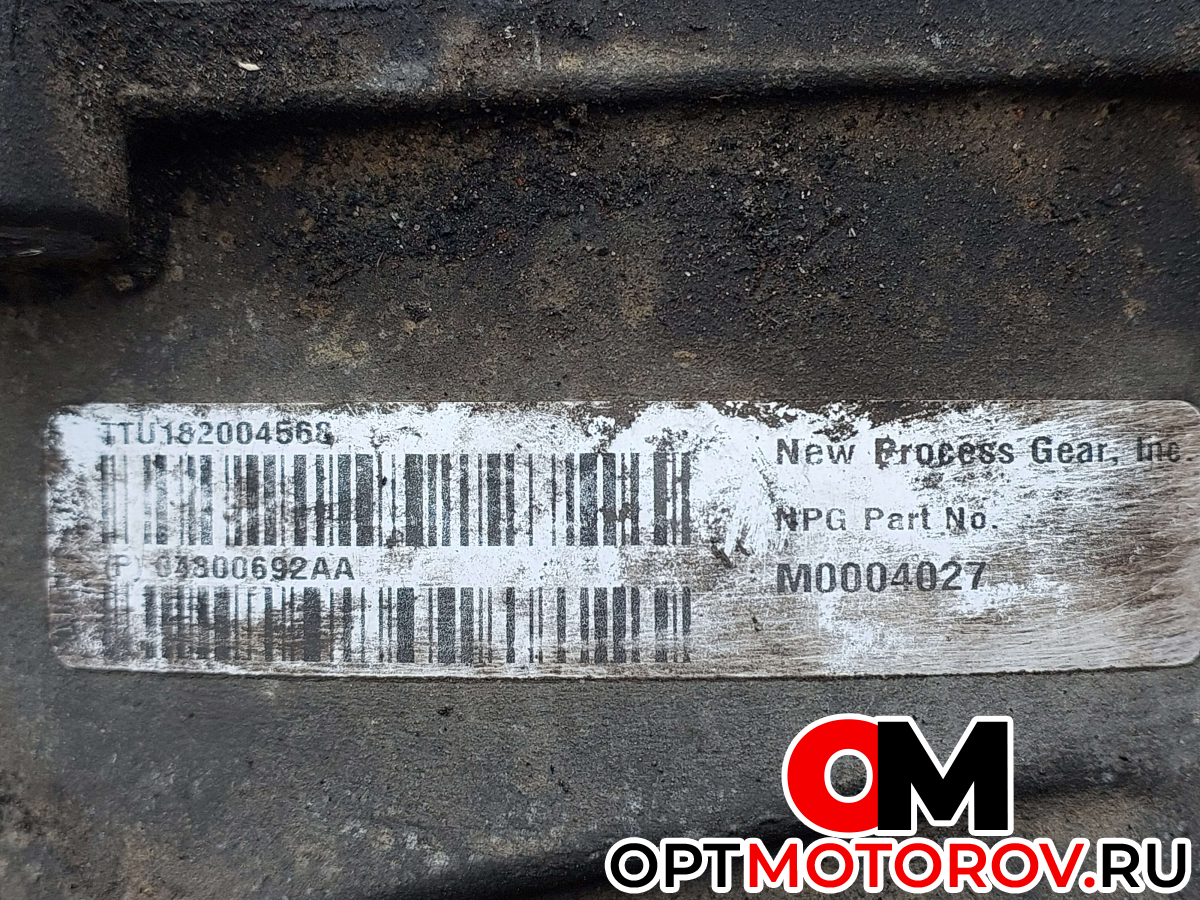 TTU182004568
New Process Gear, Inc.
NPG Part No.
(P) 04800692AA
M0004027
OM
OPTMOTOROV.RU